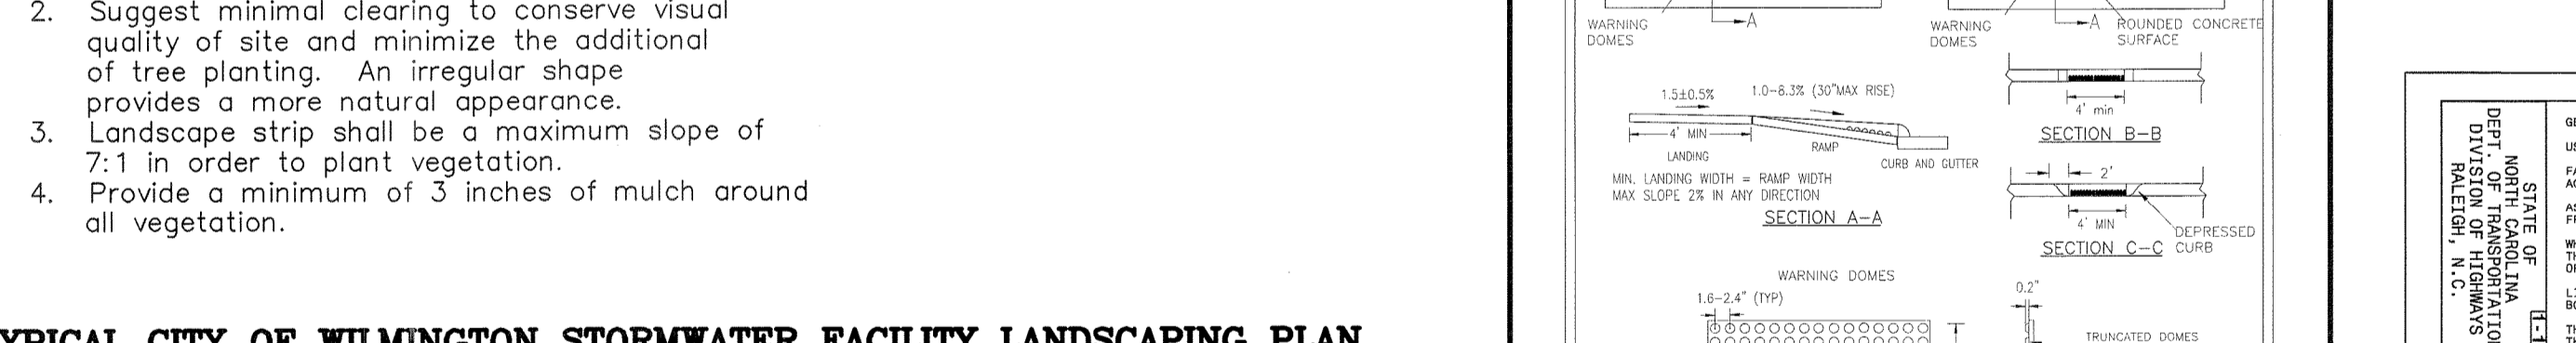 2. Suggest minimal clearing to conserve visual
quality of site and minimize the additional
of tree planting. An irregular shape
provides a more natural appearance.
3. Landscape strip shall be a maximum slope of
7:1 in order to plant vegetation.
4. Provide a minimum of 3 inches of mulch around
all vegetation.
CITY OF WILMINGTON STORMWATER FACILITY LANDSCAPING PLAN
WARNING
DOMES
A
WARNING
DOMES
A
ROUNDED CONCRETE
SURFACE
1.5±0.5%
1.0-8.3% (30"MAX RISE)
4' MIN
LANDING
RAMP
CURB AND GUTTER
MIN. LANDING WIDTH = RAMP WIDTH
MAX SLOPE 2% IN ANY DIRECTION
SECTION A-A
4' min
SECTION B-B
2'
4' MIN
DEPRESSED
CURB
SECTION C-C
WARNING DOMES
1.6-2.4" (TYP)
0.2"
TRUNCATED DOMES
STATE OF
NORTH CAROLINA
DEPT. OF TRANSPORTATIO
DIVISION OF HIGHWAYS
RALEIGH, N.C.